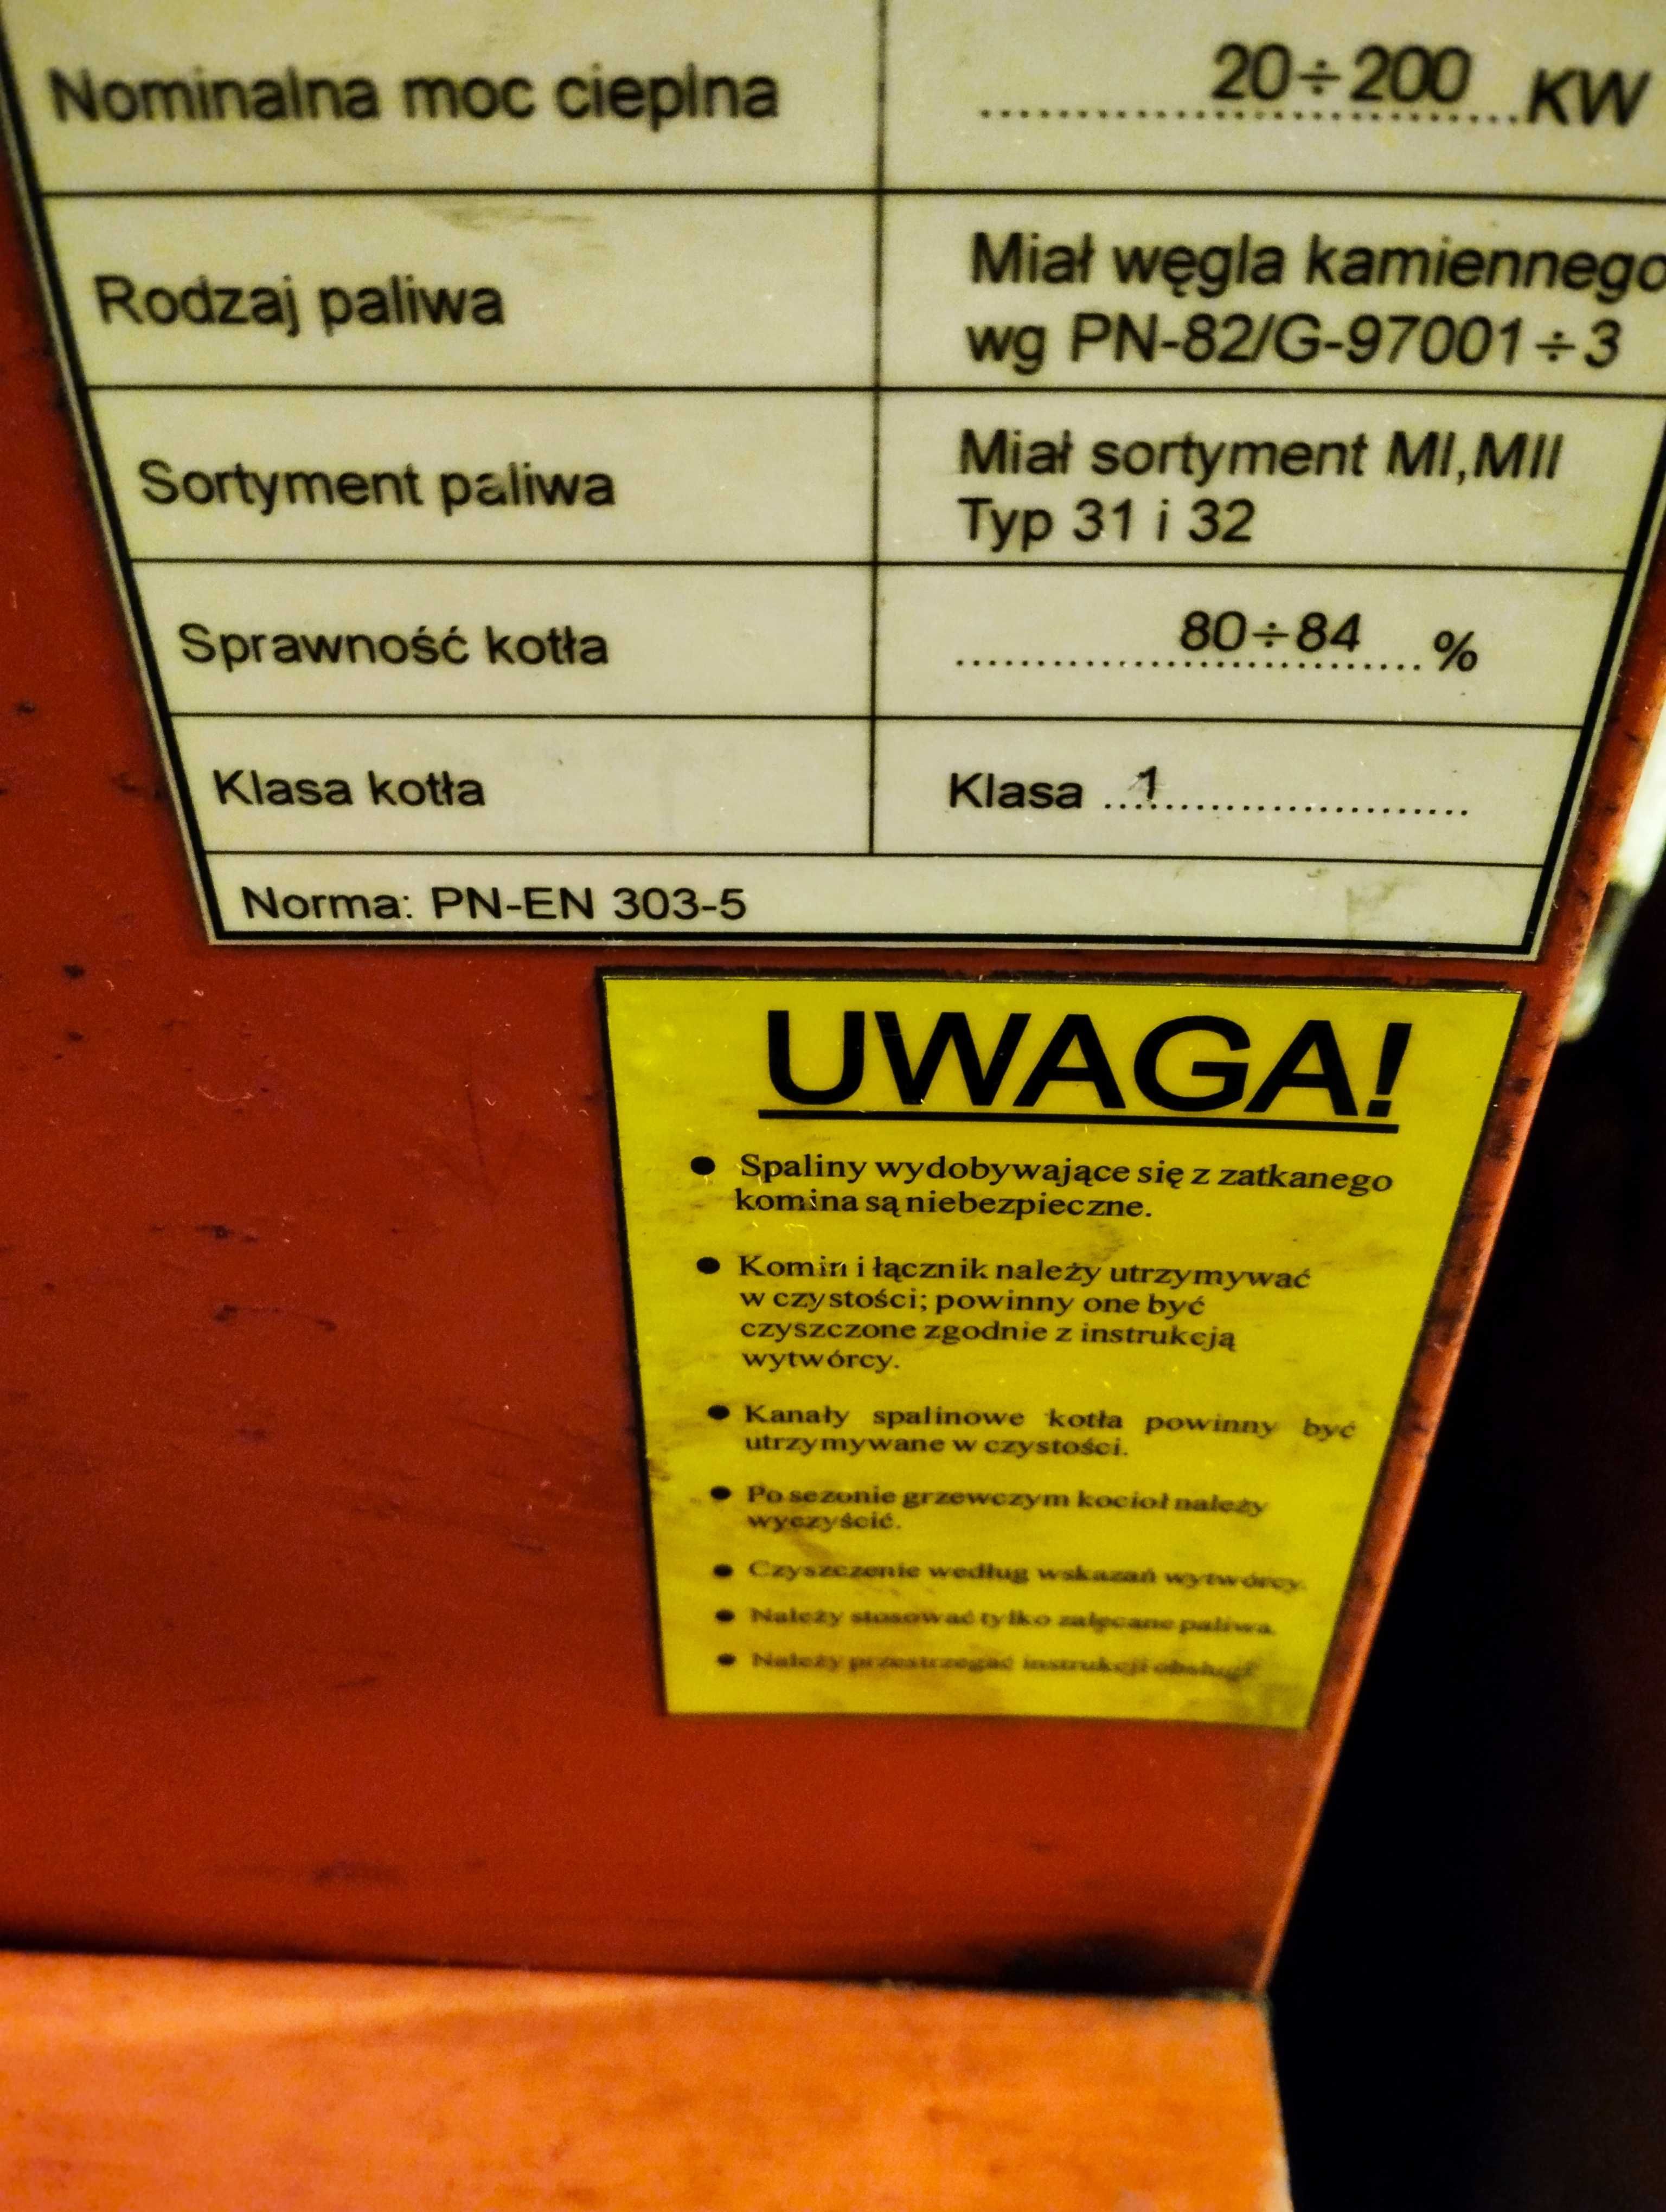 Nominalna moc cieplna
20÷200 KW
Rodzaj paliwa
Miał węgla kamiennego
wg PN-82/G-97001÷3
Sortyment paliwa
Miał sortyment MI,MII
Typ 31 i 32
Sprawność kotła
80÷84 %
Klasa kotła
Klasa ...1......................
Norma: PN-EN 303-5
UWAGA!
● Spaliny wydobywające się z zatkanego
komina są niebezpieczne.
● Komin i łącznik należy utrzymywać
w czystości; powinny one być
czyszczone zgodnie z instrukcją
wytwórcy.
● Kanały spalinowe kotła powinny być
utrzymywane w czystości.
● Po sezonie grzewczym kocioł należy
wyczyścić.
● Czyszczenie według wskazań wytwórcy.
● Należy stosować tylko zalecane paliwa.
● Należy przestrzegać instrukcji obsługi.